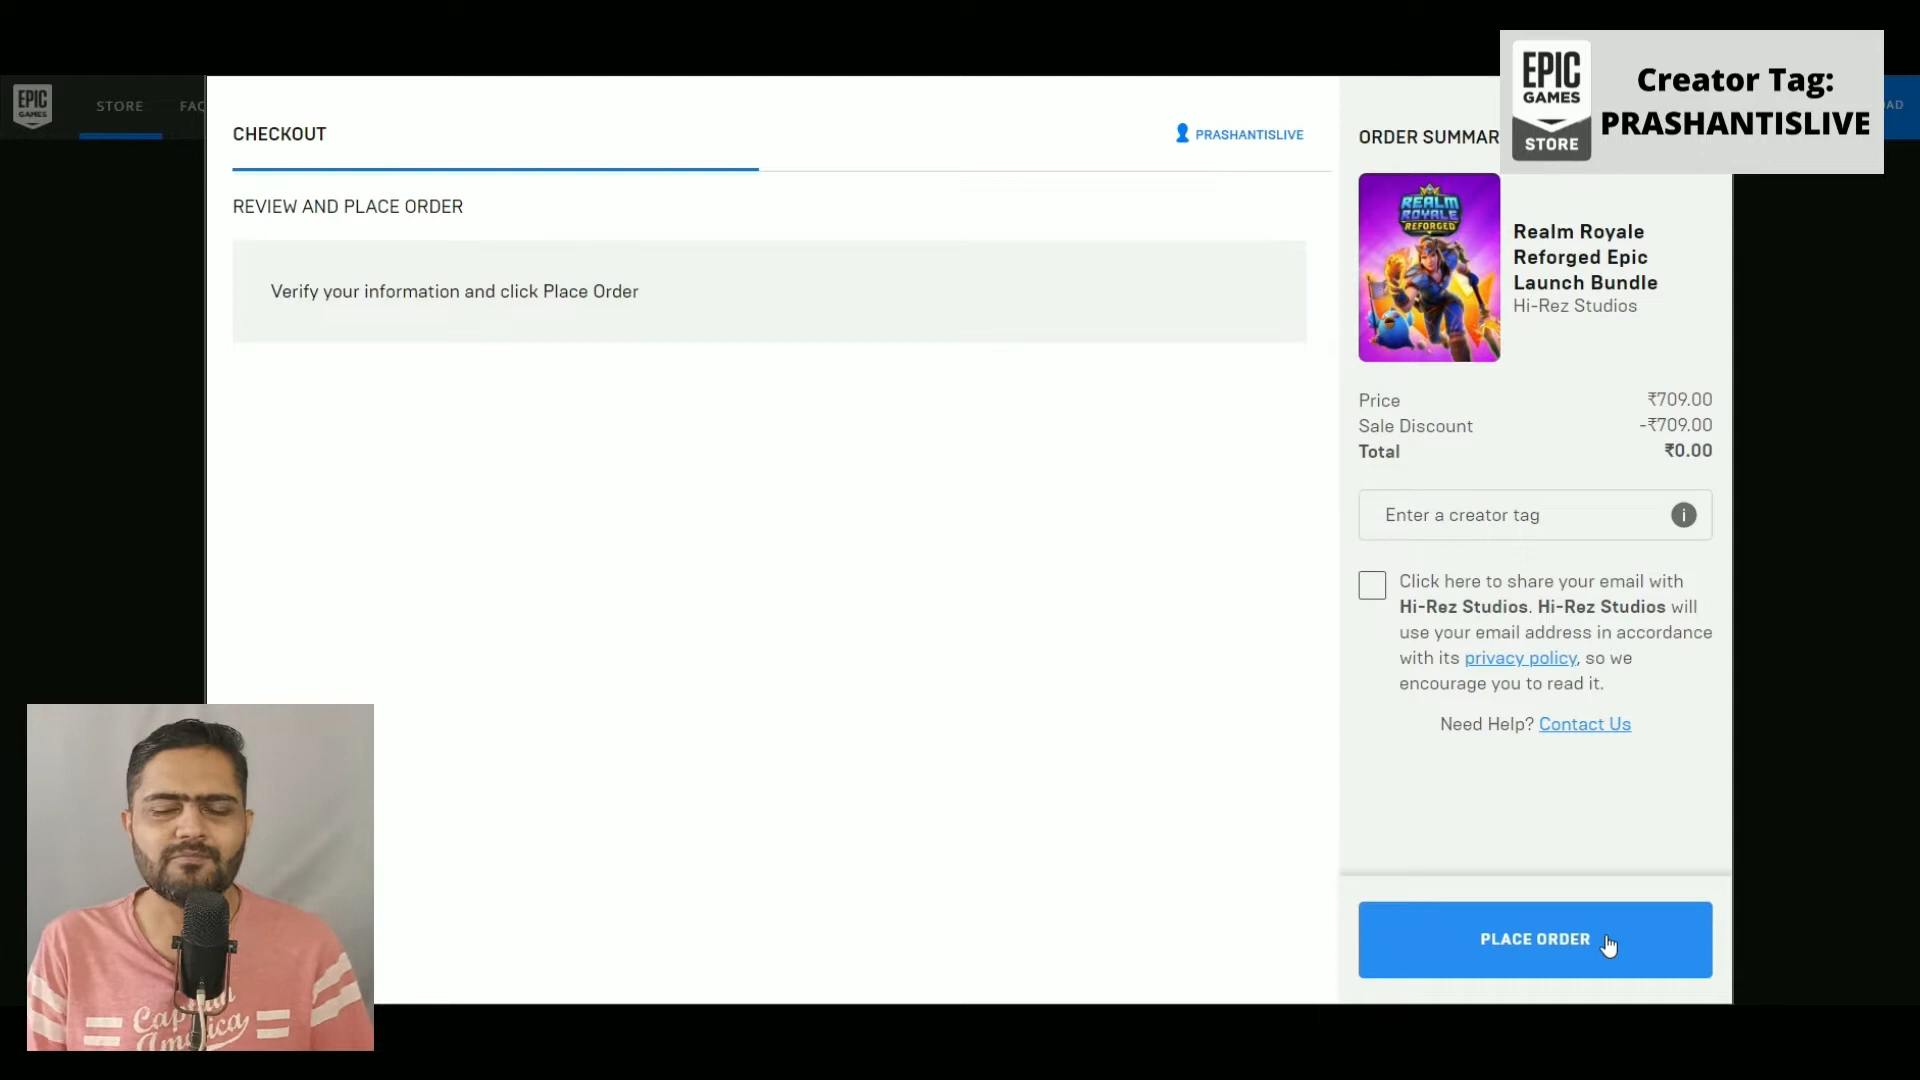 EPIC
GAMES
STORE
Creator Tag:
PRASHANTISLIVE
EPIC
GAMES
STORE
CHECKOUT
PRASHANTISLIVE
REVIEW AND PLACE ORDER
Verify your information and click Place Order
REALM
ROYALE
REFORGED
Realm Royale
Reforged Epic
Launch Bundle
Hi-Rez Studios
Price ₹709.00
Sale Discount -₹709.00
Total ₹0.00
Enter a creator tag
i
Click here to share your email with
Hi-Rez Studios. Hi-Rez Studios will
use your email address in accordance
with its privacy policy, so we
encourage you to read it.
Need Help? Contact Us
PLACE ORDER